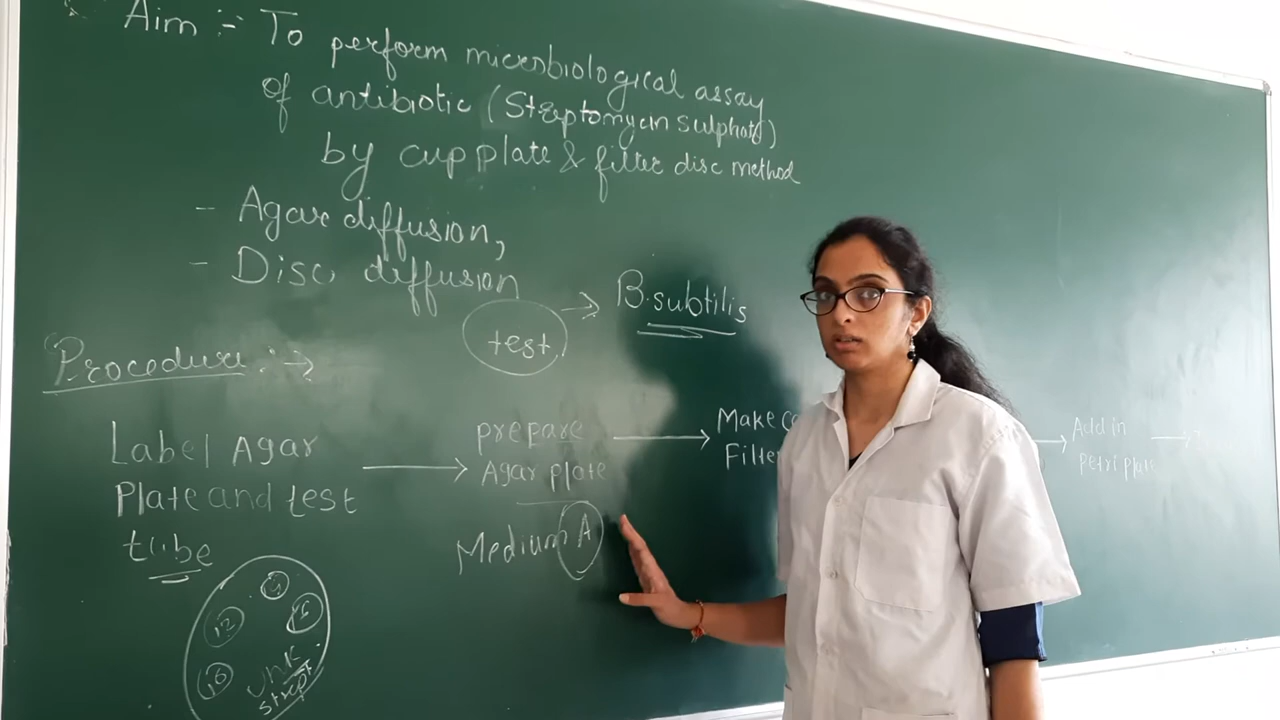 Aim :- To perform microbiological assay
of antibiotic (Streptomycin Sulphate)
by cup plate & filter disc method
- Agar diffusion,
- Disc diffusion
test → B. subtilis
Procedure :→
Label Agar
Plate and test
tube
→ prepare
Agar plate
Medium A
→ Make
Filter
→ Add in
Petri plate →
12
10
Unk
Strept